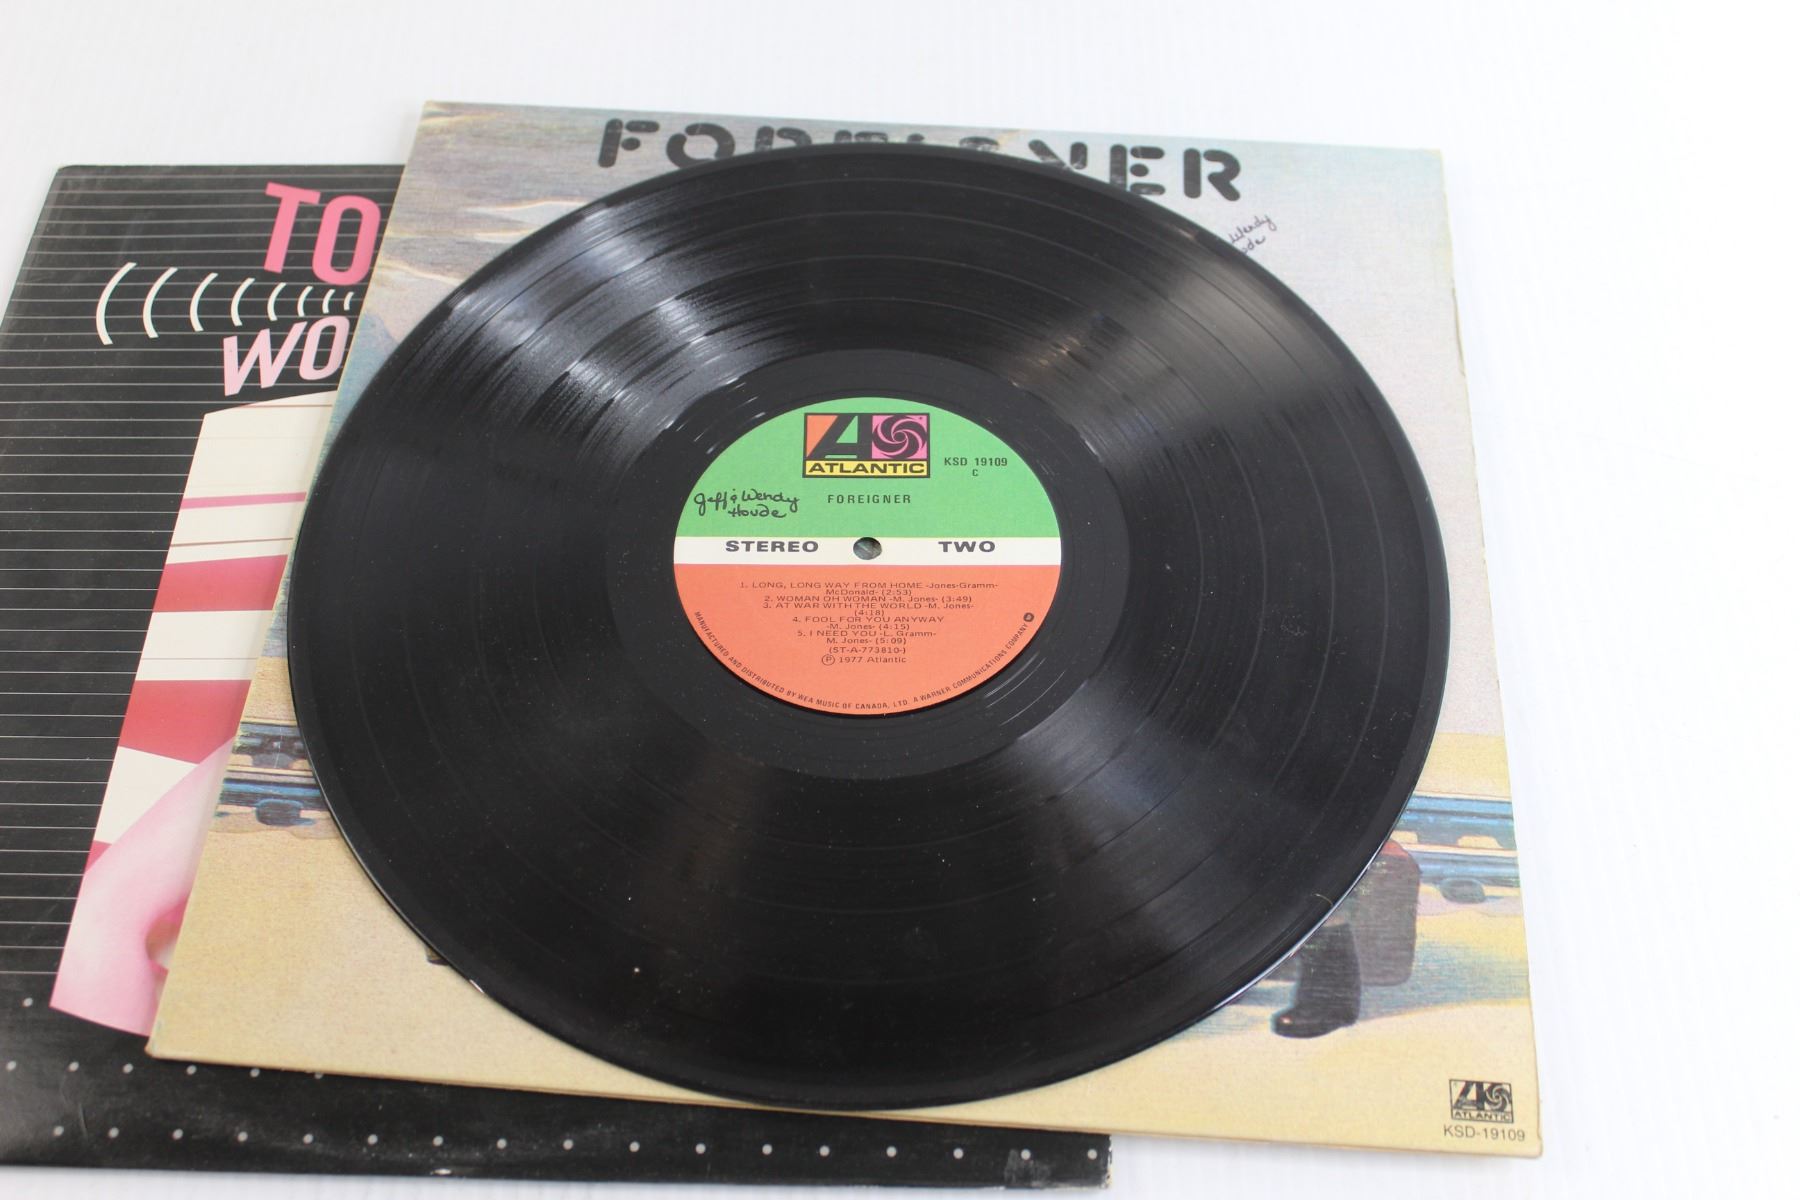 TO
WO
FOREIGNER
Wendy
ATLANTIC
KSD 19109
C
Jeff & Wendy
Houde
FOREIGNER
STEREO TWO
1. LONG, LONG WAY FROM HOME -Jones-Gramm-
McDonald- (2:53)
2. WOMAN OH WOMAN -M. Jones- (3:49)
3. AT WAR WITH THE WORLD -M. Jones-
(4:18)
4. FOOL FOR YOU ANYWAY
-M. Jones- (4:15)
5. I NEED YOU -L. Gramm-
M. Jones- (5:09)
(ST-A-773810-)
Ⓟ 1977 Atlantic
MANUFACTURED AND DISTRIBUTED BY WEA MUSIC OF CANADA, LTD. A WARNER COMMUNICATIONS COMPANY
ATLANTIC
KSD-19109